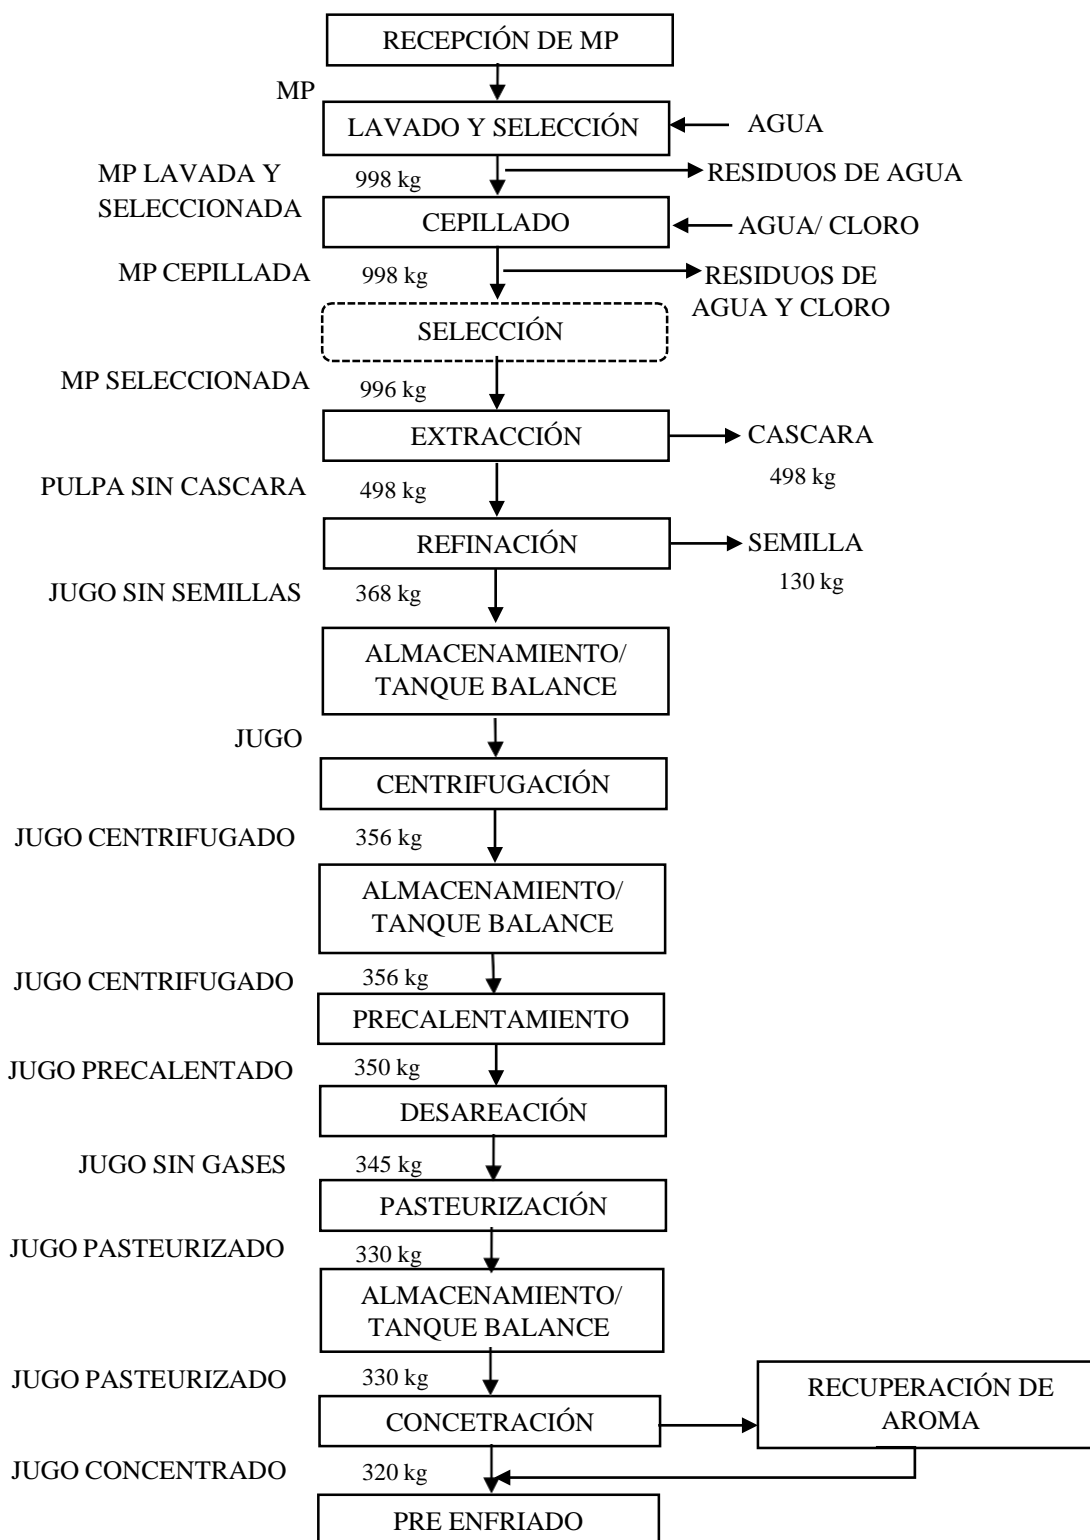 RECEPCIÓN DE MP
MP
LAVADO Y SELECCIÓN
AGUA
MP LAVADA Y
SELECCIONADA
998 kg
RESIDUOS DE AGUA
CEPILLADO
AGUA/ CLORO
MP CEPILLADA
998 kg
RESIDUOS DE
AGUA Y CLORO
SELECCIÓN
MP SELECCIONADA
996 kg
EXTRACCIÓN
CASCARA
498 kg
PULPA SIN CASCARA
498 kg
REFINACIÓN
SEMILLA
130 kg
JUGO SIN SEMILLAS
368 kg
ALMACENAMIENTO/
TANQUE BALANCE
JUGO
CENTRIFUGACIÓN
JUGO CENTRIFUGADO
356 kg
ALMACENAMIENTO/
TANQUE BALANCE
JUGO CENTRIFUGADO
356 kg
PRECALENTAMIENTO
JUGO PRECALENTADO
350 kg
DESAREACIÓN
JUGO SIN GASES
345 kg
PASTEURIZACIÓN
JUGO PASTEURIZADO
330 kg
ALMACENAMIENTO/
TANQUE BALANCE
JUGO PASTEURIZADO
330 kg
CONCETRACIÓN
RECUPERACIÓN DE
AROMA
JUGO CONCENTRADO
320 kg
PRE ENFRIADO